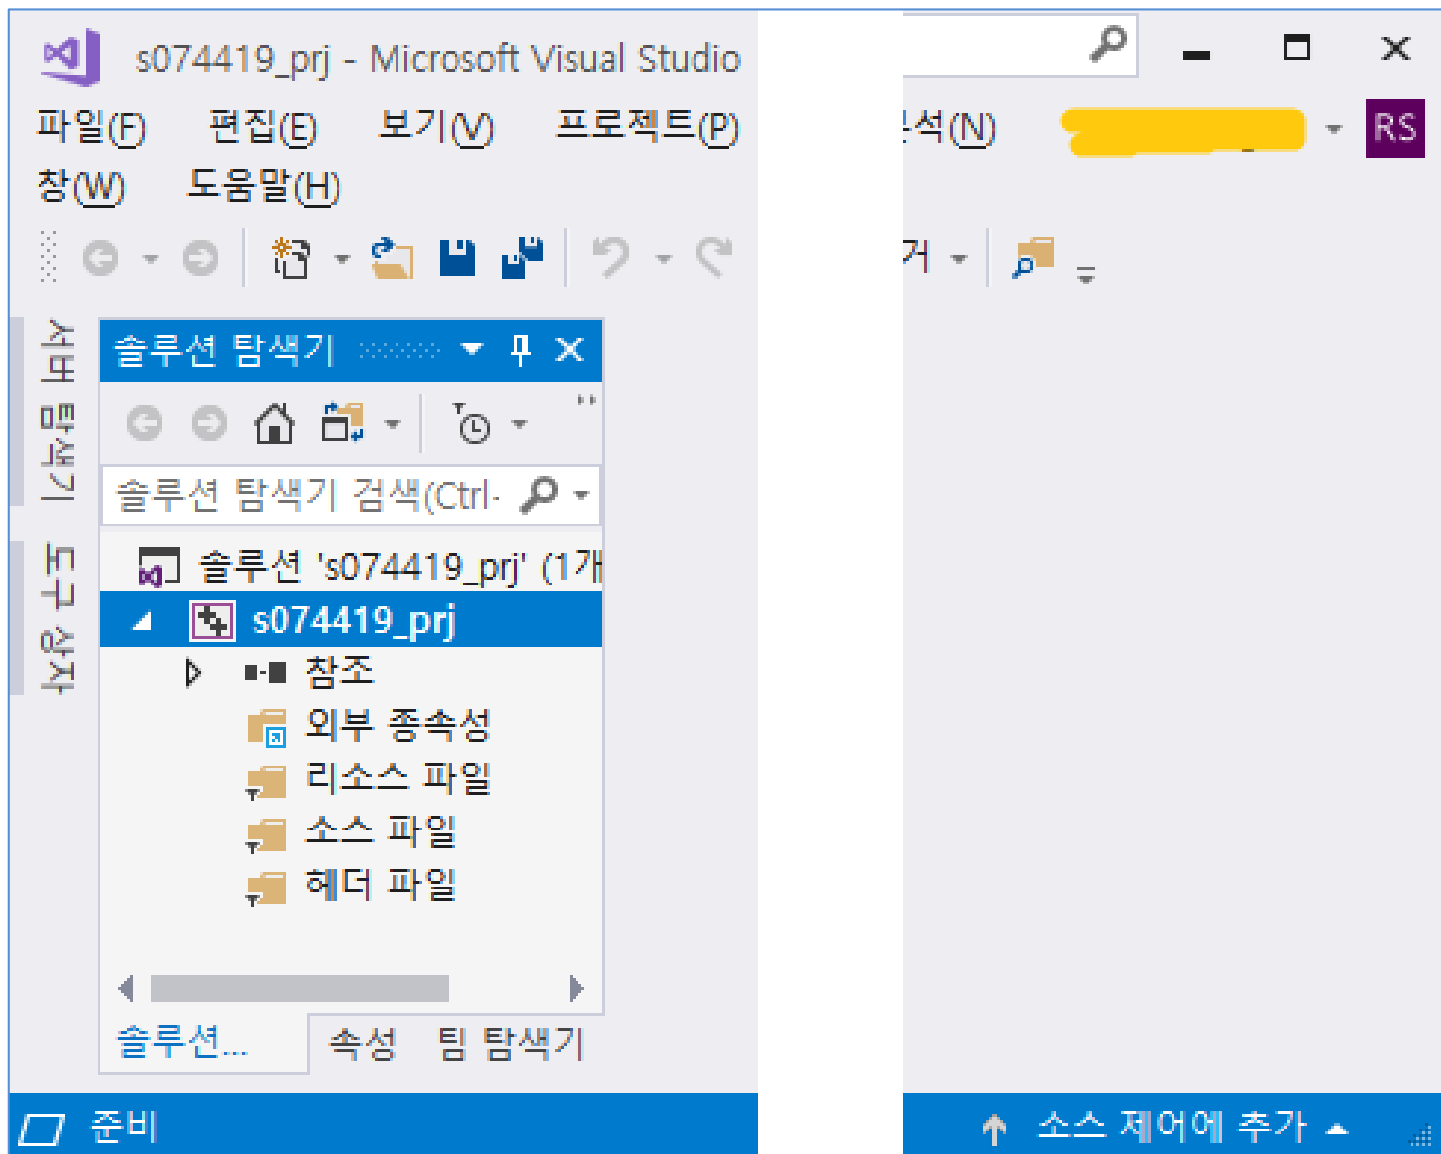 s074419_prj - Microsoft Visual Studio
파일(F) 편집(E) 보기(V) 프로젝트(P) 석(N) RS
창(W) 도움말(H)
거
서버 탐색기
도구 상자
솔루션 탐색기
솔루션 탐색기 검색(Ctrl-
솔루션 's074419_prj' (1개
s074419_prj
참조
외부 종속성
리소스 파일
소스 파일
헤더 파일
솔루션... 속성 팀 탐색기
준비 소스 제어에 추가